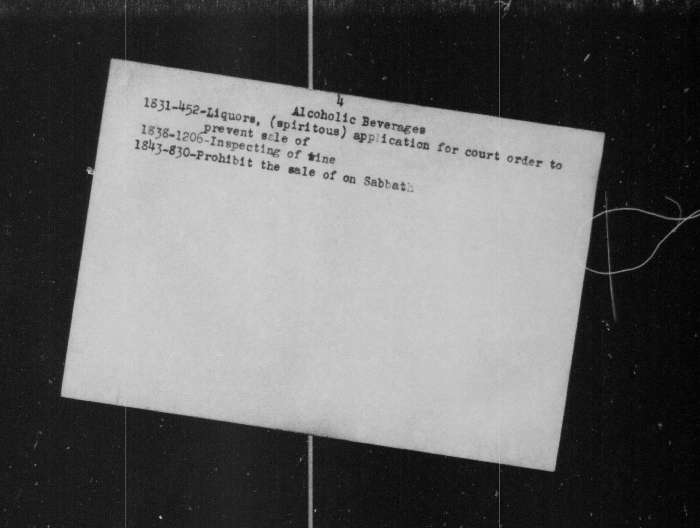 4
Alcoholic Beverages
1831-452-Liquors, (spiritous) application for court order to
prevent sale of
1838-1206-Inspecting of wine
1843-830-Prohibit the sale of on Sabbath